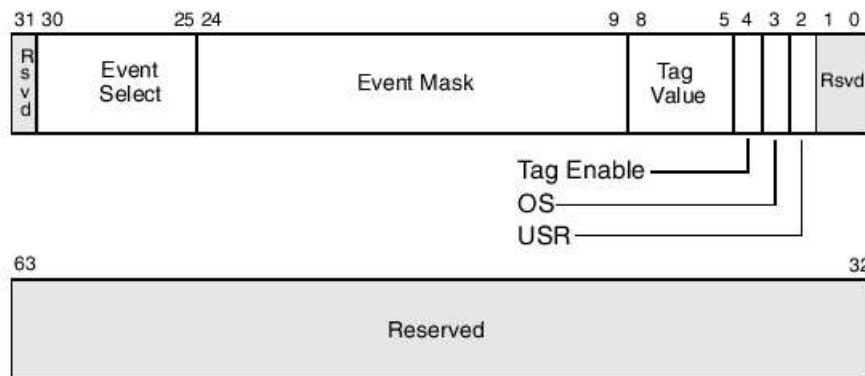 31 30 25 24 9 8 5 4 3 2 1 0
Rsvd
Event
Select
Event Mask
Tag
Value
Rsvd
Tag Enable
OS
USR
63 32
Reserved